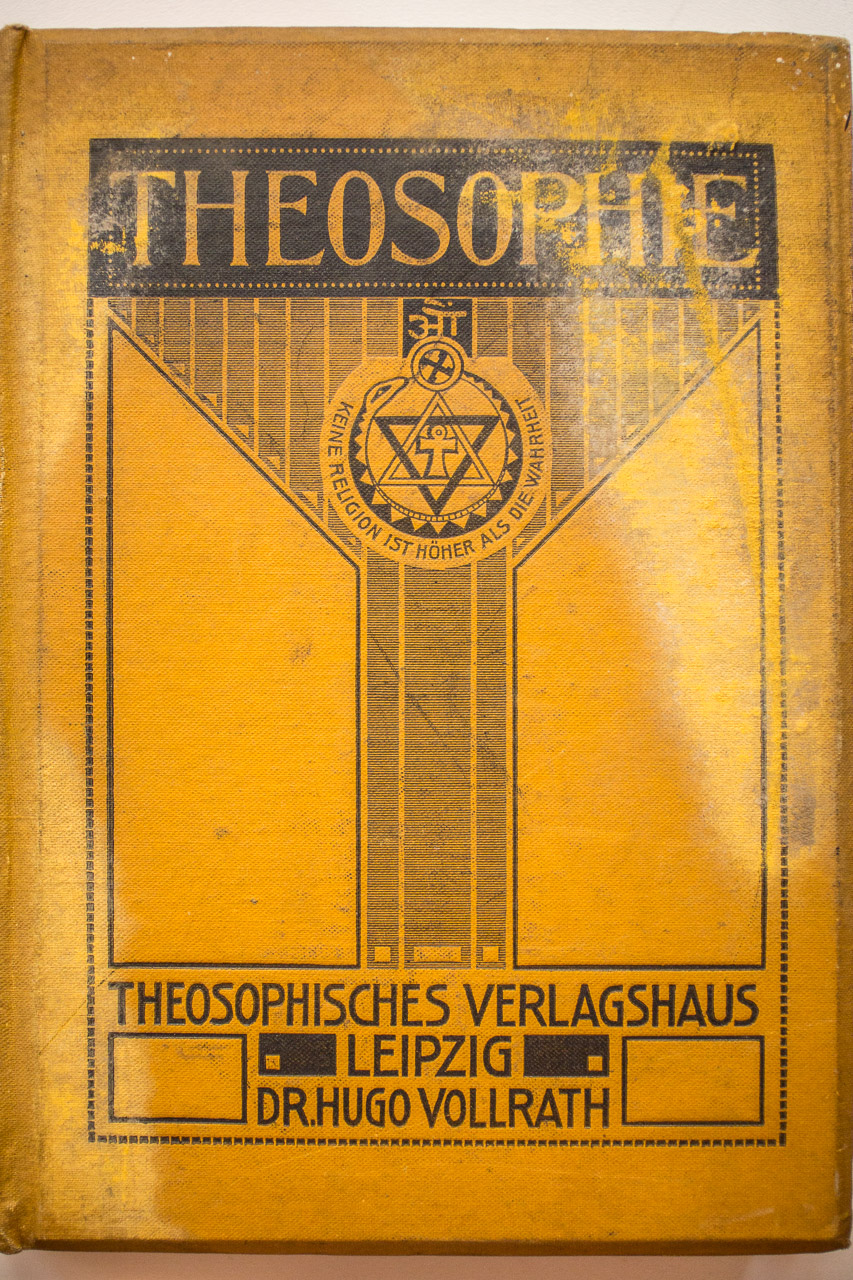 THEOSOPHIE
ओं
KEINE RELIGION IST HÖHER ALS DIE WAHRHEIT
THEOSOPHISCHES VERLAGSHAUS
LEIPZIG
DR. HUGO VOLLRATH